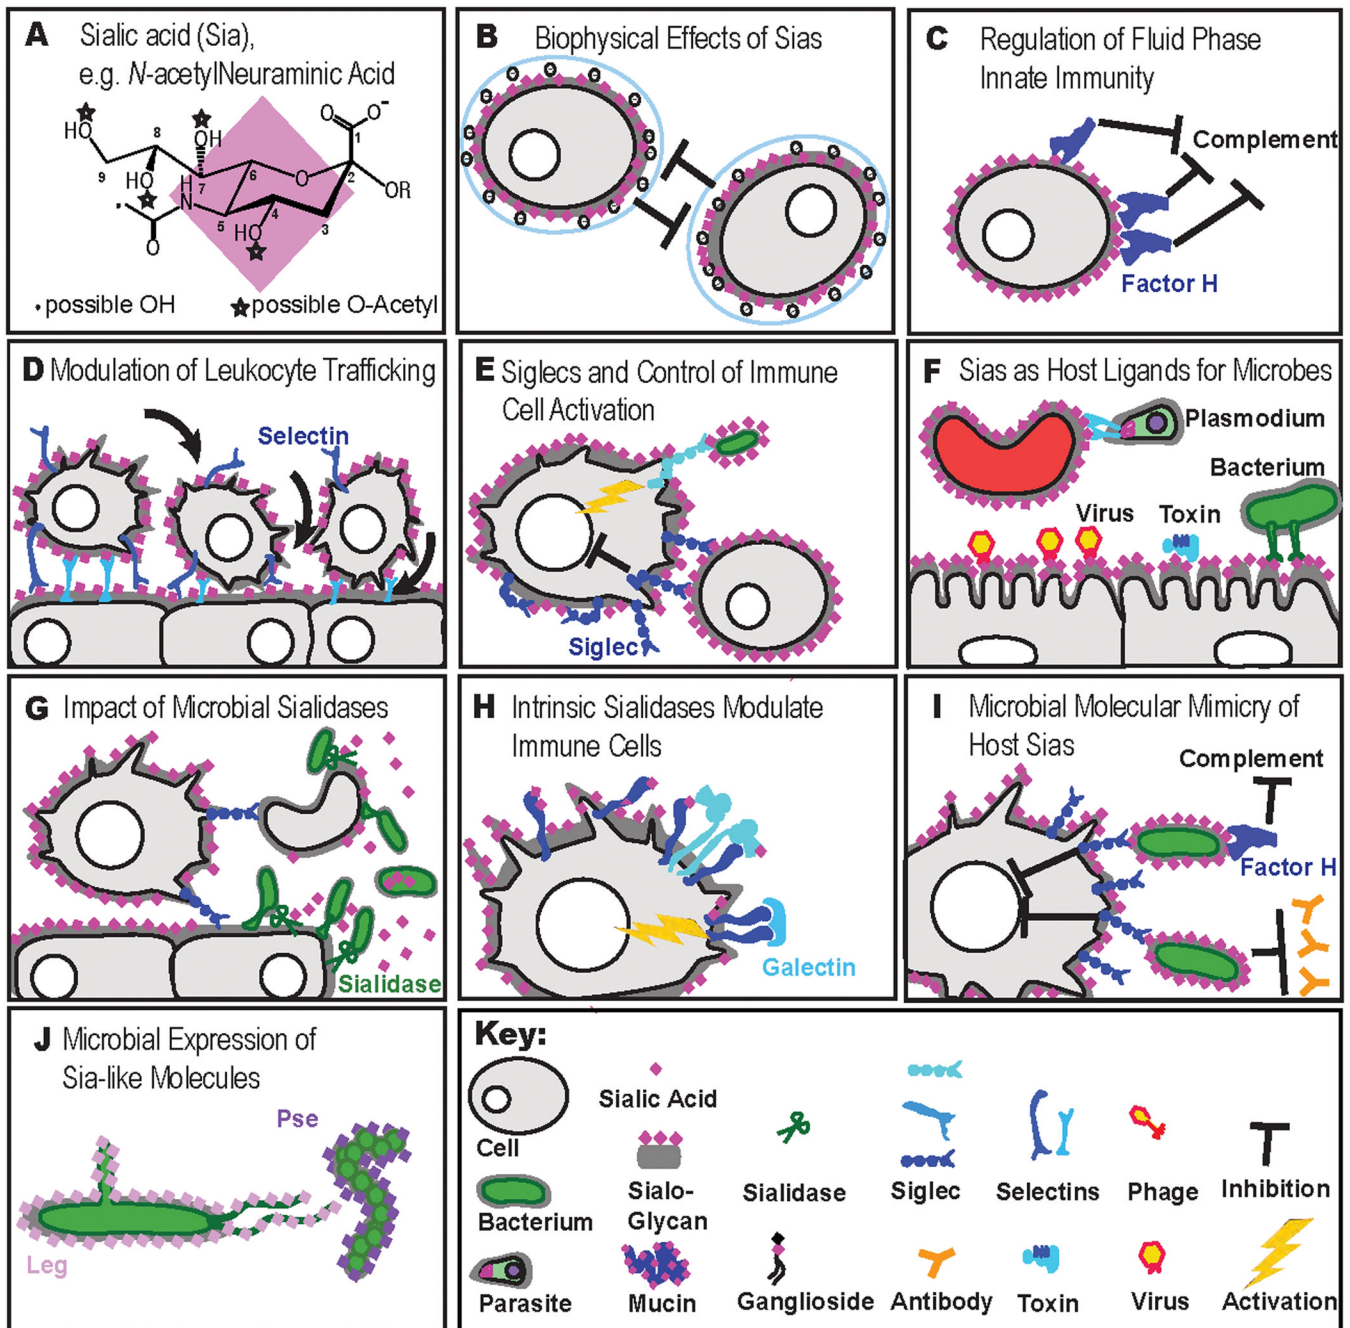 A Sialic acid (Sia),
e.g. N-acetylNeuraminic Acid
HO
OH
O
O-
1
8
9
HO
H
N
7
6
O
2
OR
5
HO
4
3
O
possible OH
possible O-Acetyl
B Biophysical Effects of Sias
C Regulation of Fluid Phase
Innate Immunity
Complement
Factor H
D Modulation of Leukocyte Trafficking
Selectin
E Siglecs and Control of Immune
Cell Activation
Siglec
F Sias as Host Ligands for Microbes
Plasmodium
Bacterium
Virus
Toxin
G Impact of Microbial Sialidases
Sialidase
H Intrinsic Sialidases Modulate
Immune Cells
Galectin
I Microbial Molecular Mimicry of
Host Sias
Complement
Factor H
J Microbial Expression of
Sia-like Molecules
Pse
Leg
Key:
Cell
Sialic Acid
Bacterium
Sialo-
Glycan
Sialidase
Siglec
Selectins
Phage
Inhibition
Parasite
Mucin
Ganglioside
Antibody
Toxin
Virus
Activation